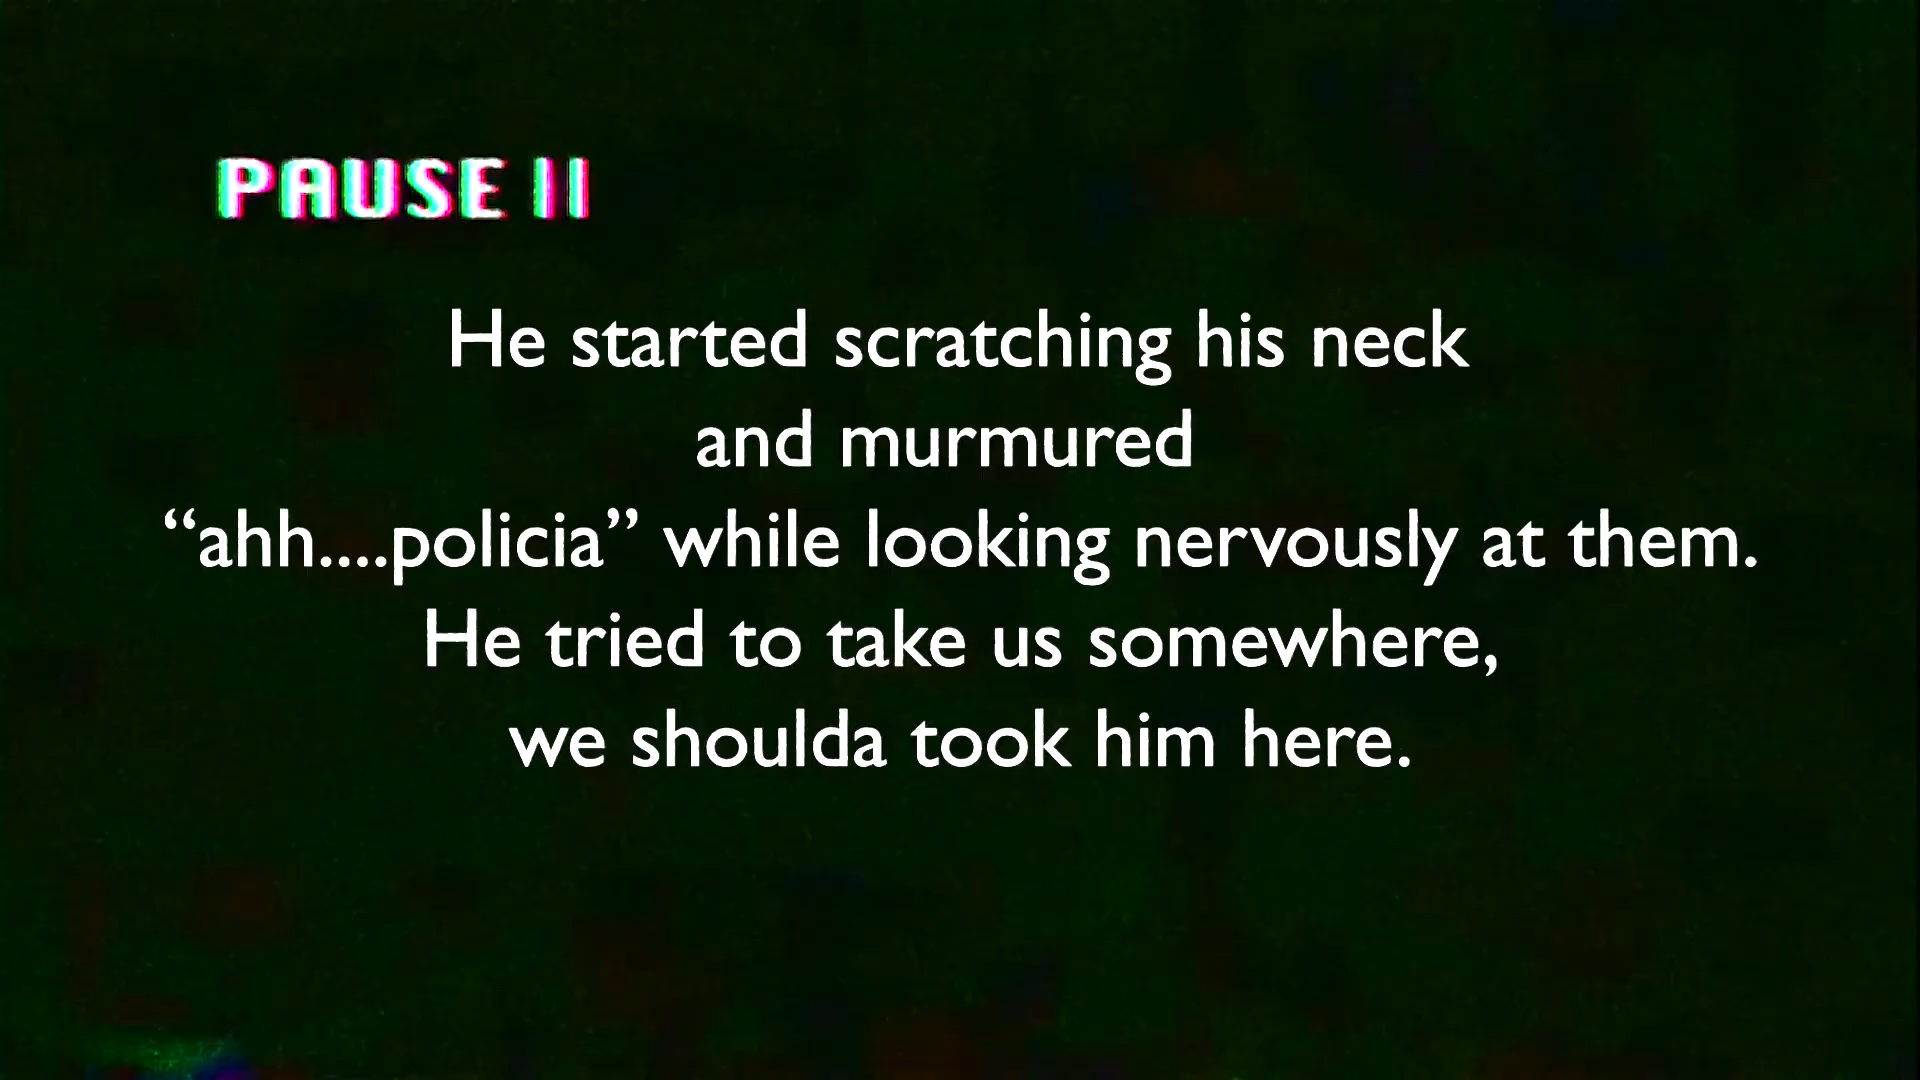 PAUSE II
He started scratching his neck
and murmured
“ahh....policia” while looking nervously at them.
He tried to take us somewhere,
we shoulda took him here.